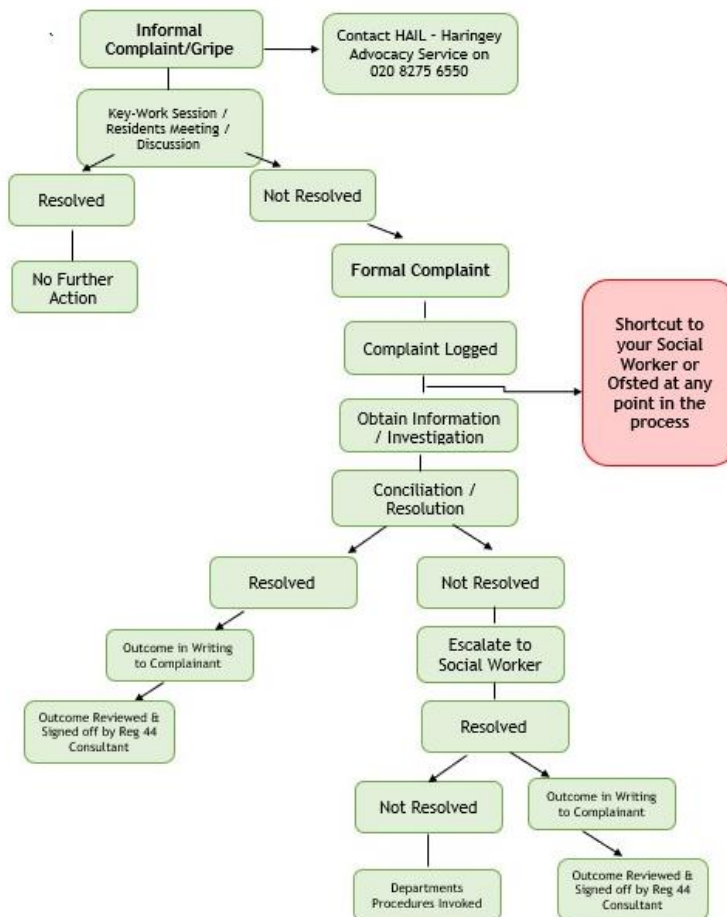 Informal
Complaint/Gripe
Contact HAIL - Haringey
Advocacy Service on
020 8275 6550
Key-Work Session /
Residents Meeting /
Discussion
Resolved
Not Resolved
No Further
Action
Formal Complaint
Complaint Logged
Shortcut to
your Social
Worker or
Ofsted at any
point in the
process
Obtain Information
/ Investigation
Conciliation /
Resolution
Resolved
Not Resolved
Outcome in Writing
to Complainant
Escalate to
Social Worker
Outcome Reviewed &
Signed off by Reg 44
Consultant
Resolved
Not Resolved
Outcome in Writing
to Complainant
Departments
Procedures Invoked
Outcome Reviewed &
Signed off by Reg 44
Consultant